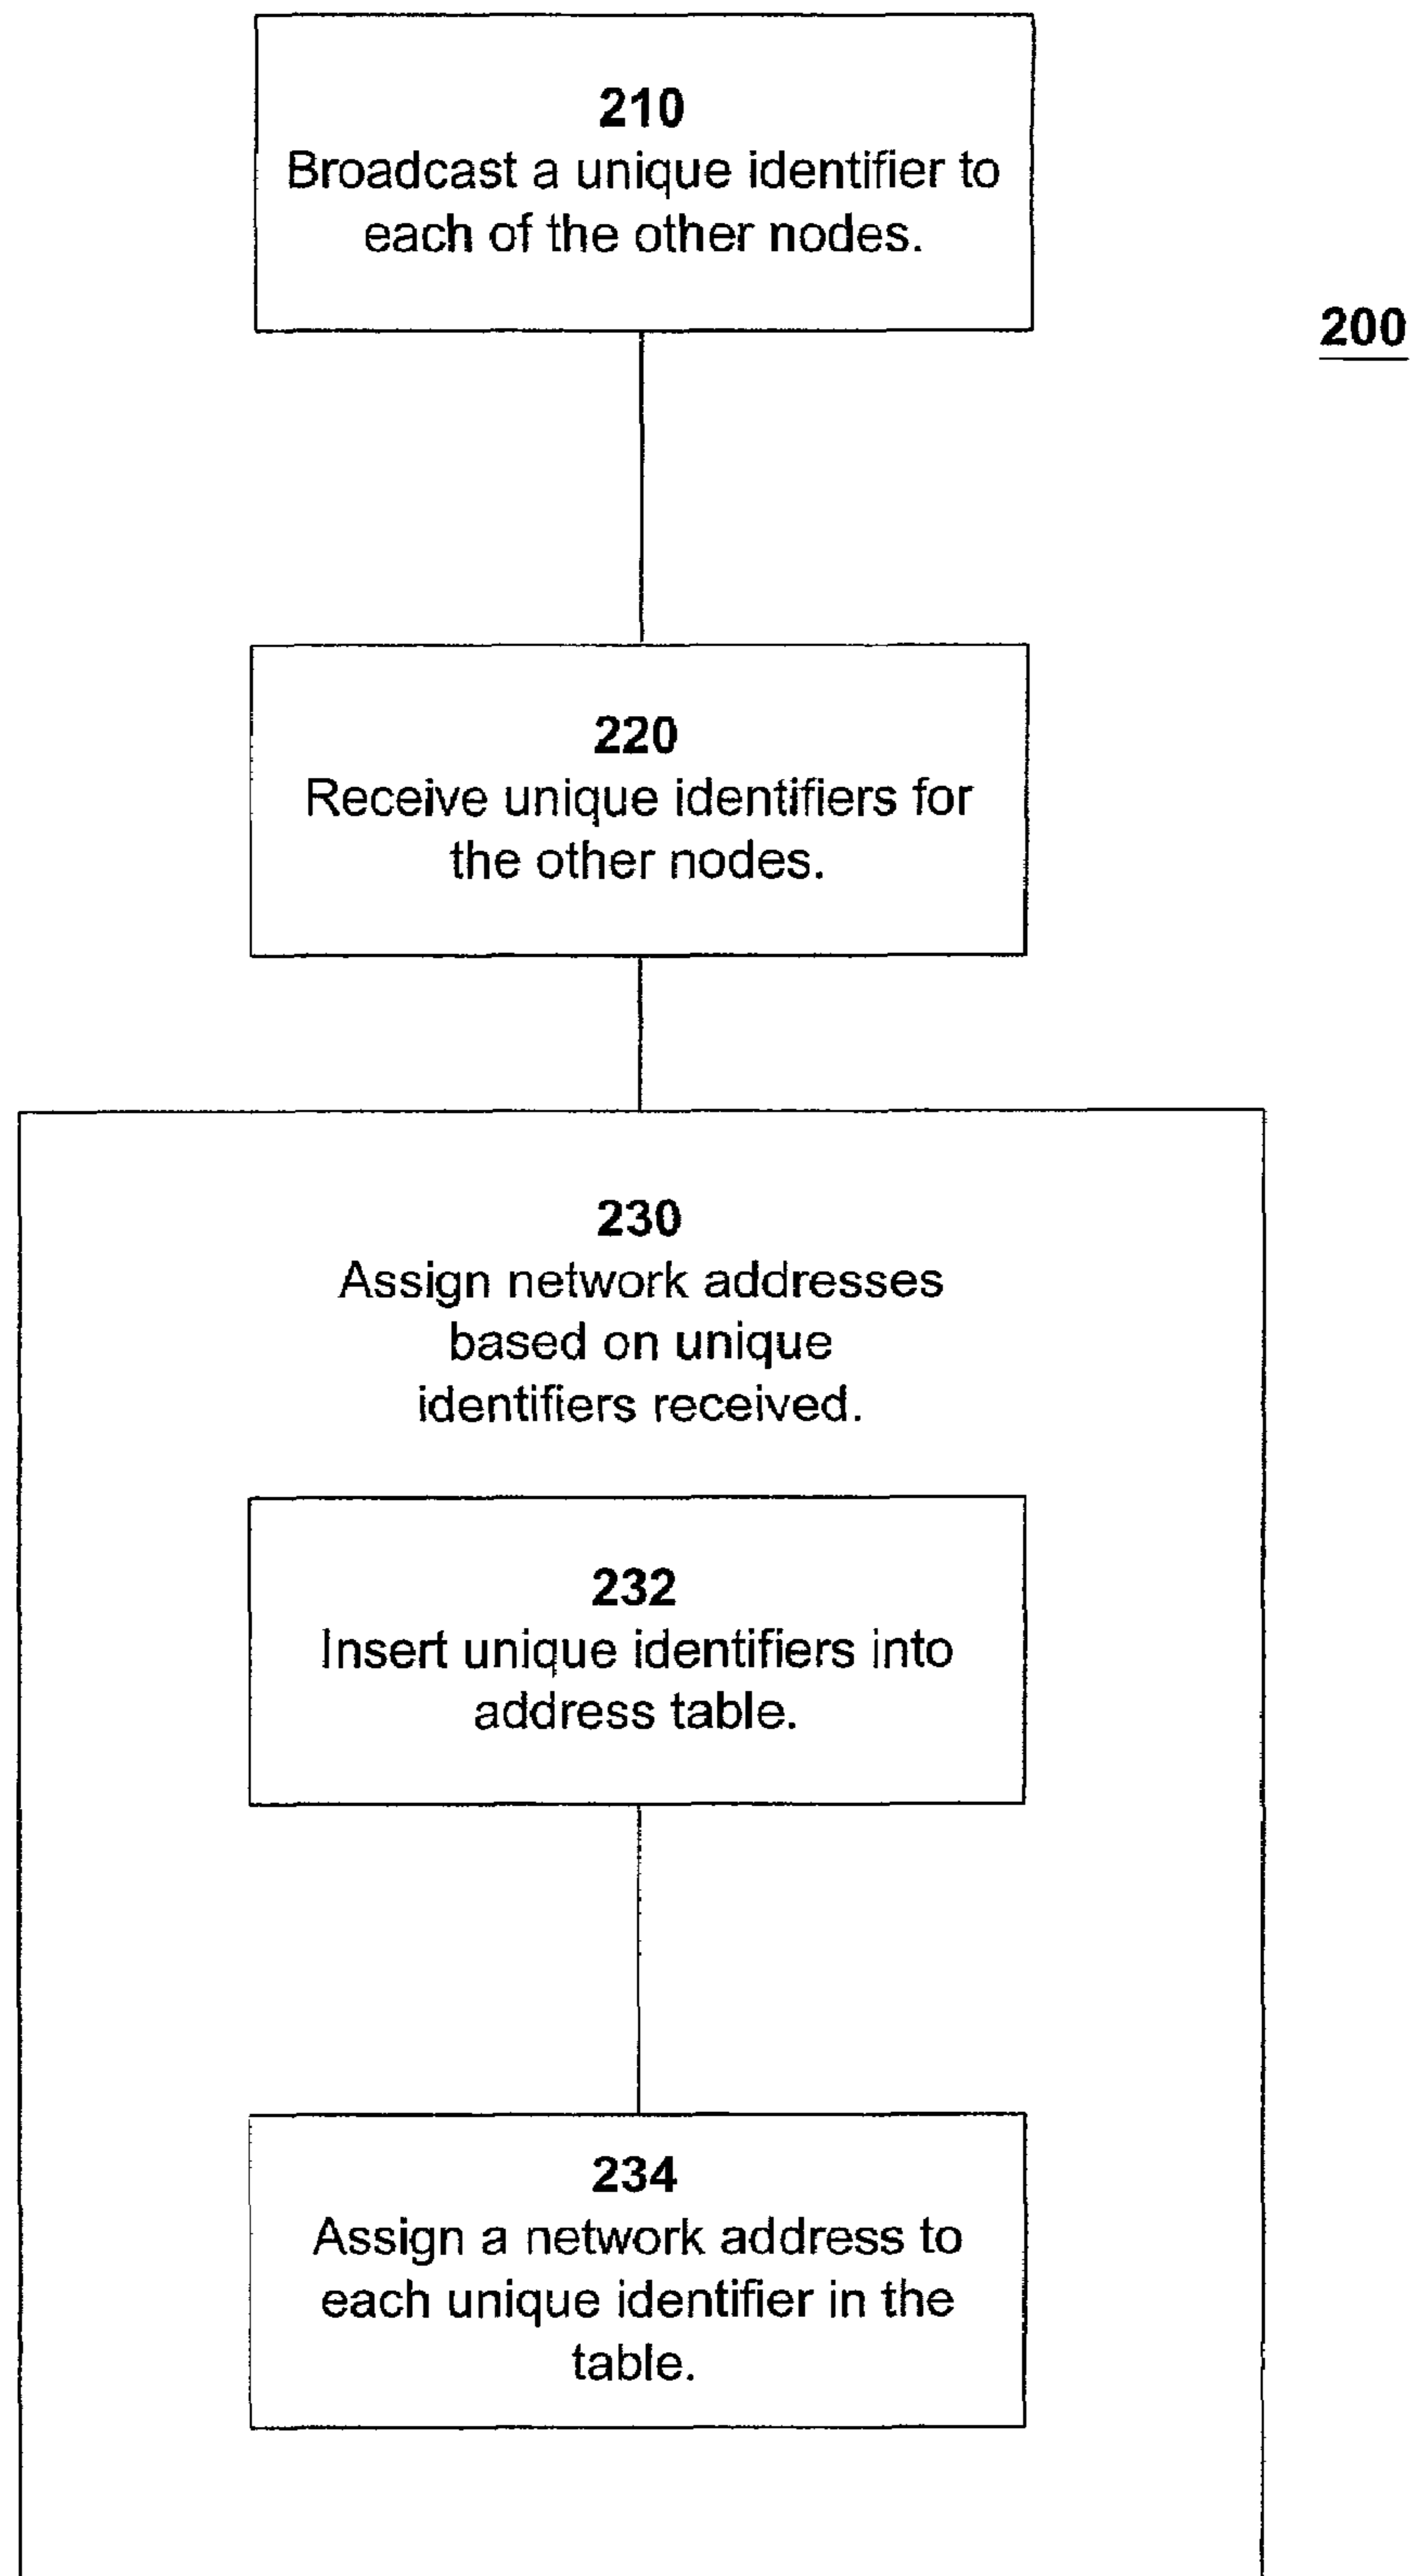 210
Broadcast a unique identifier to
each of the other nodes.
200
220
Receive unique identifiers for
the other nodes.
230
Assign network addresses
based on unique
identifiers received.
232
Insert unique identifiers into
address table.
234
Assign a network address to
each unique identifier in the
table.